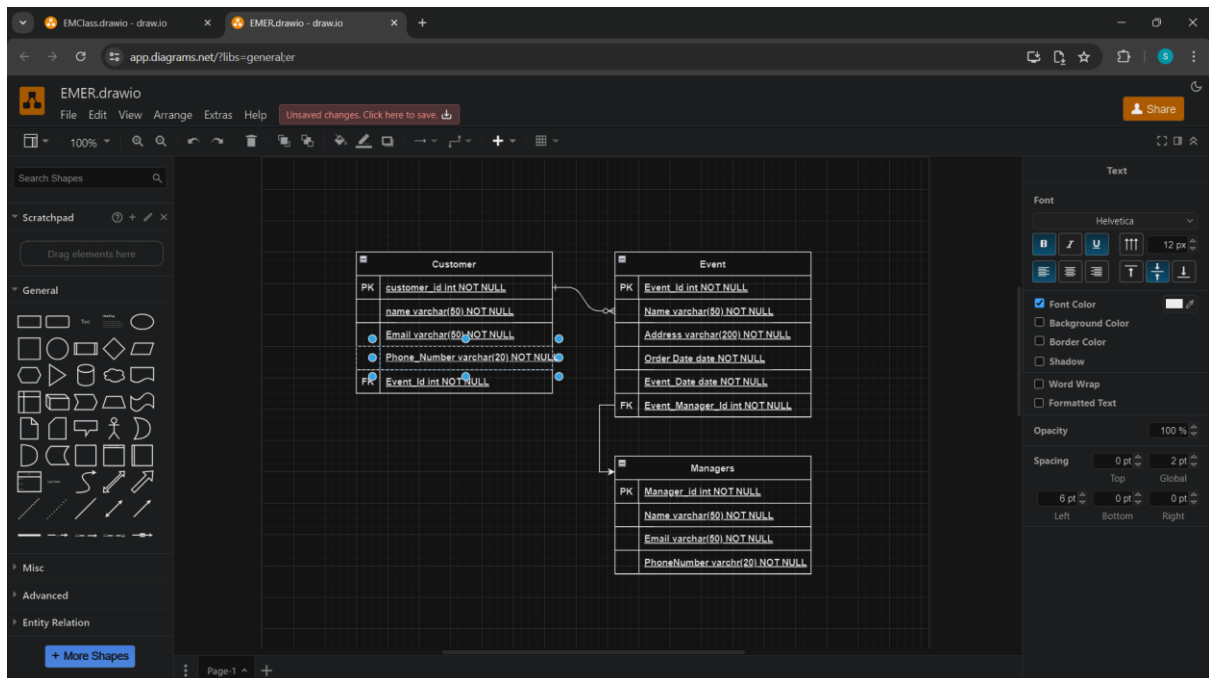 EMClass.drawio - draw.io
EMER.drawio - draw.io
app.diagrams.net/?libs=general;er
S
EMER.drawio
File Edit View Arrange Extras Help
Unsaved changes. Click here to save.
Share
100%
Search Shapes
Scratchpad
Drag elements here
General
Text
Heading
Misc
Advanced
Entity Relation
+ More Shapes
Customer
PK customer_id int NOT NULL
name varchar(50) NOT NULL
Email varchar(50) NOT NULL
Phone_Number varchar(20) NOT NULL
FK Event_Id int NOT NULL
Event
PK Event_Id int NOT NULL
Name varchar(50) NOT NULL
Address varchar(200) NOT NULL
Order Date date NOT NULL
Event_Date date NOT NULL
FK Event_Manager_Id int NOT NULL
Managers
PK Manager_id int NOT NULL
Name varchar(50) NOT NULL
Email varchar(50) NOT NULL
PhoneNumber varchr(20) NOT NULL
Page-1
Text
Font
Helvetica
B I U 12 px
Font Color
Background Color
Border Color
Shadow
Word Wrap
Formatted Text
Opacity 100 %
Spacing 0 pt 2 pt
Top Global
6 pt 0 pt 0 pt
Left Bottom Right